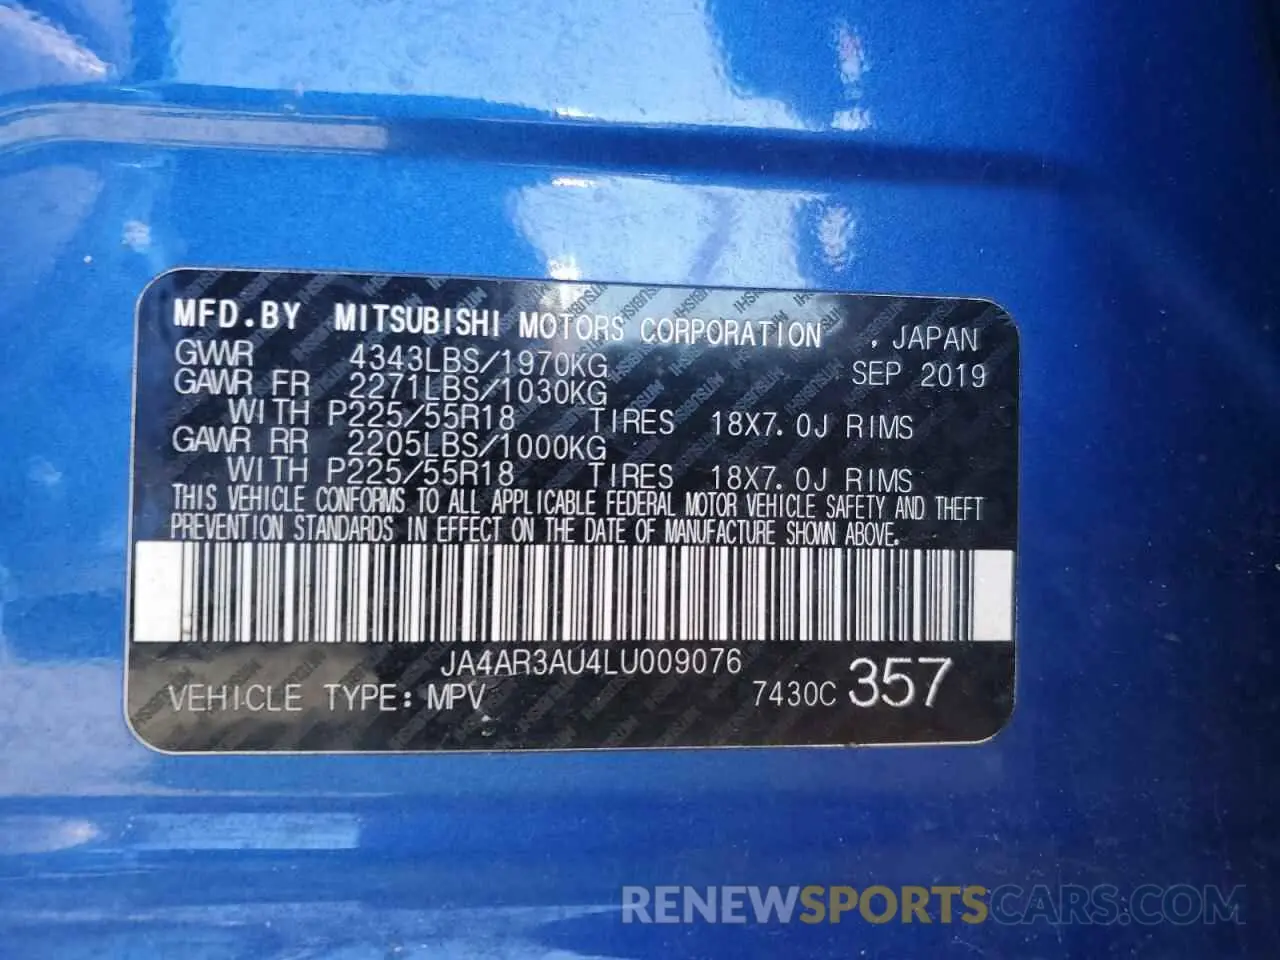 MFD.BY MITSUBISHI MOTORS CORPORATION , JAPAN
GVWR 4343LBS/1970KG SEP 2019
GAWR FR 2271LBS/1030KG
WITH P225/55R18 TIRES 18X7.0J RIMS
GAWR RR 2205LBS/1000KG
WITH P225/55R18 TIRES 18X7.0J RIMS
THIS VEHICLE CONFORMS TO ALL APPLICABLE FEDERAL MOTOR VEHICLE SAFETY AND THEFT
PREVENTION STANDARDS IN EFFECT ON THE DATE OF MANUFACTURE SHOWN ABOVE.
JA4AR3AU4LU009076
VEHICLE TYPE: MPV 7430C 357
RENEWSPORTSCARS.COM